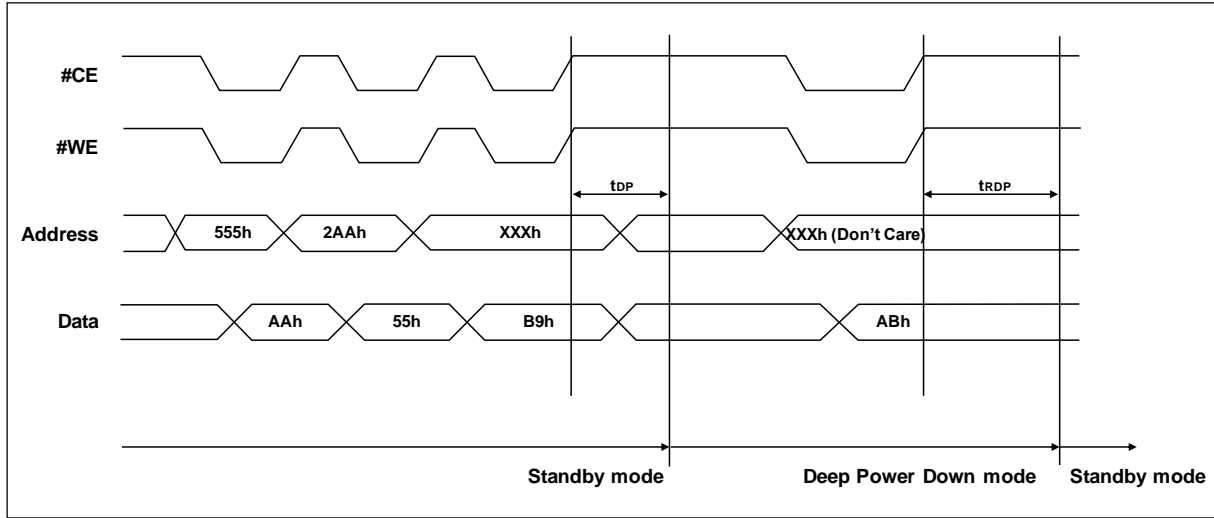 #CE
#WE
tDP
tRDP
Address
555h
2AAh
XXXh
XXXh (Don't Care)
Data
AAh
55h
B9h
ABh
Standby mode
Deep Power Down mode
Standby mode